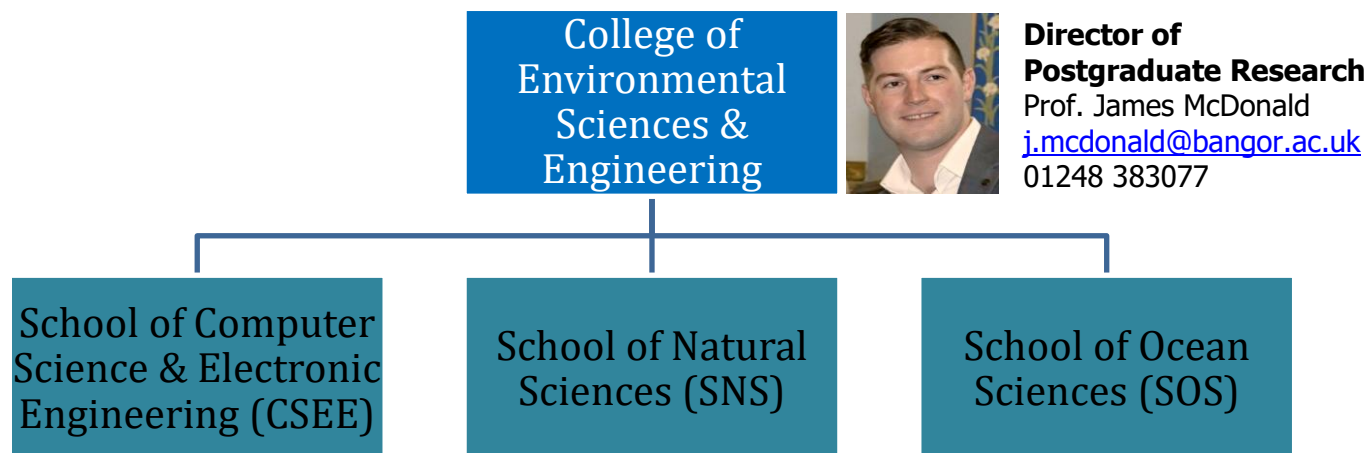 College of
Environmental
Sciences &
Engineering
Director of
Postgraduate Research
Prof. James McDonald
j.mcdonald@bangor.ac.uk
01248 383077
School of Computer
Science & Electronic
Engineering (CSEE)
School of Natural
Sciences (SNS)
School of Ocean
Sciences (SOS)